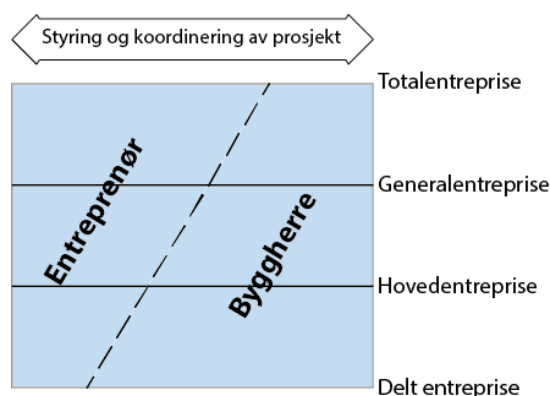 Styring og koordinering av prosjekt
Totalentreprise
Entreprenør
Generalentreprise
Byggherre
Hovedentreprise
Delt entreprise